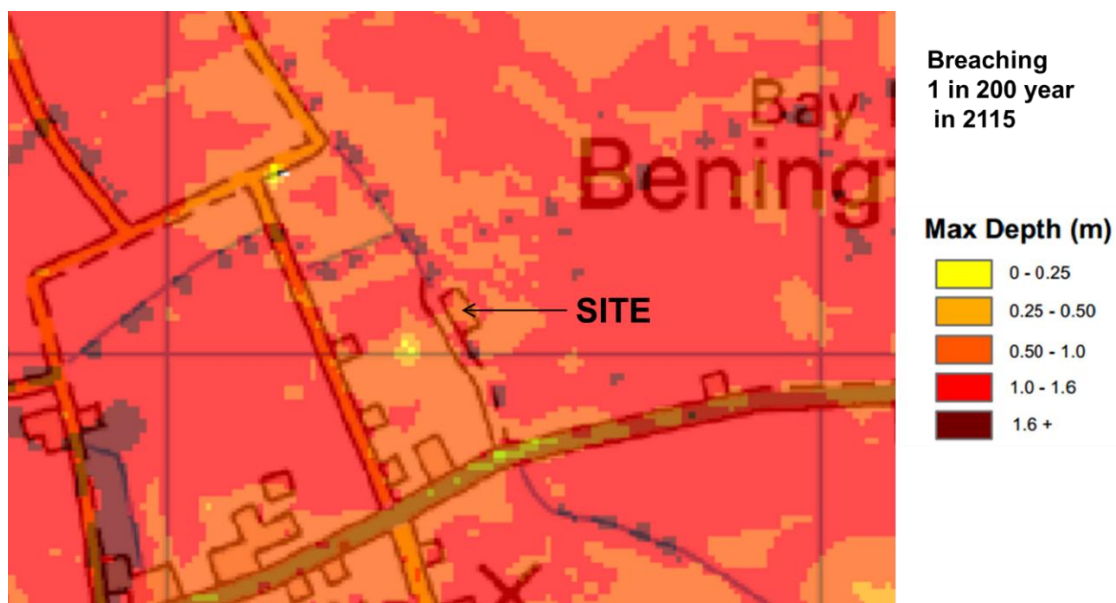 Breaching
1 in 200 year
in 2115
Bay
Bening
SITE
Max Depth (m)
0 - 0.25
0.25 - 0.50
0.50 - 1.0
1.0 - 1.6
1.6 +